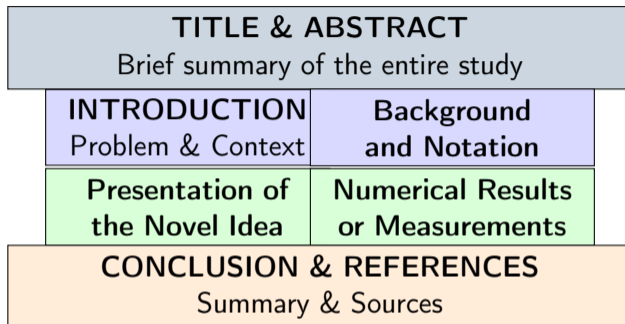 TITLE & ABSTRACT
Brief summary of the entire study
INTRODUCTION
Problem & Context
Background
and Notation
Presentation of
the Novel Idea
Numerical Results
or Measurements
CONCLUSION & REFERENCES
Summary & Sources